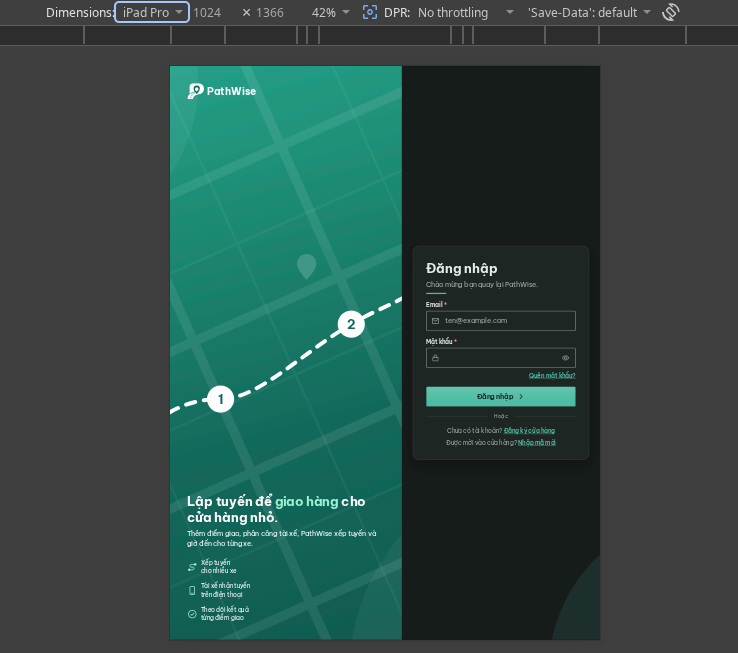 Dimensions: iPad Pro 1024 × 1366 42% DPR: No throttling 'Save-Data': default
PathWise
Đăng nhập
Chào mừng bạn quay lại PathWise.
Email *
ten@example.com
Mật khẩu *
Quên mật khẩu?
Đăng nhập
Hoặc
Chưa có tài khoản? Đăng ký cửa hàng
Được mời vào cửa hàng? Nhập mã mời
2
1
Lập tuyến để giao hàng cho
cửa hàng nhỏ.
Thêm điểm giao, phân công tài xế, PathWise xếp tuyến và
giờ đến cho từng xe.
Xếp tuyến
cho nhiều xe
Tài xế nhận tuyến
trên điện thoại
Theo dõi kết quả
từng điểm giao